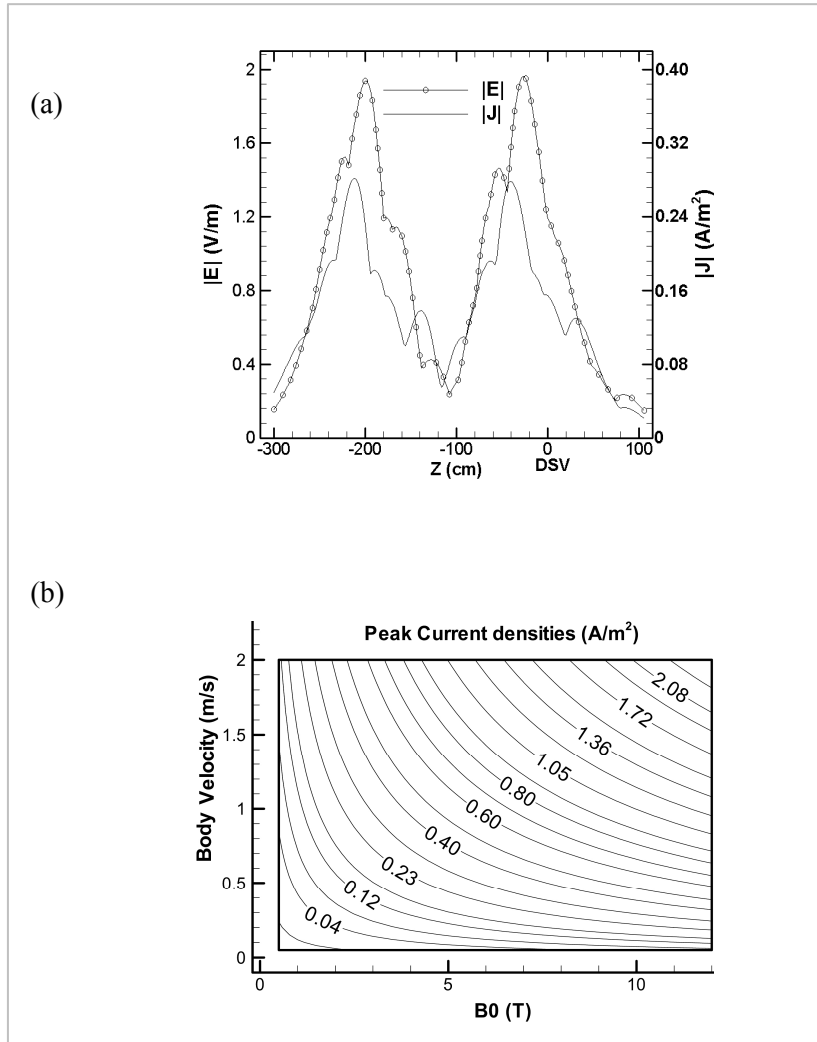 (a)
2
1.6
1.2
0.8
0.4
0
|E| (V/m)
|E|
|J|
0.40
0.32
0.24
0.16
0.08
0
|J| (A/m²)
-300 -200 -100 0 100
Z (cm) DSV
(b)
Peak Current densities (A/m²)
2
1.5
1
0.5
0
Body Velocity (m/s)
2.08
1.72
1.36
1.05
0.80
0.60
0.40
0.23
0.12
0.04
0 5 10
B0 (T)